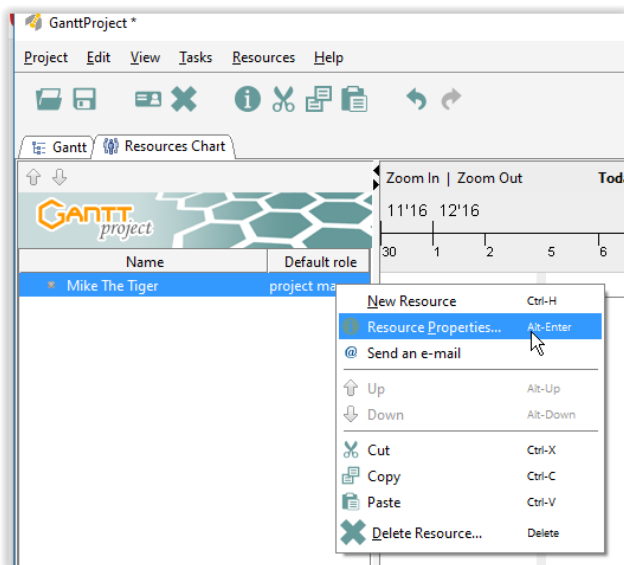 GanttProject *
Project Edit View Tasks Resources Help
Gantt Resources Chart
Zoom In | Zoom Out
GANTT
project
11'16 12'16
30 1 2 5 6
Name Default role
Mike The Tiger project
New Resource Ctrl-H
Resource Properties... Alt-Enter
@ Send an e-mail
Up Alt-Up
Down Alt-Down
Cut Ctrl-X
Copy Ctrl-C
Paste Ctrl-V
Delete Resource... Delete